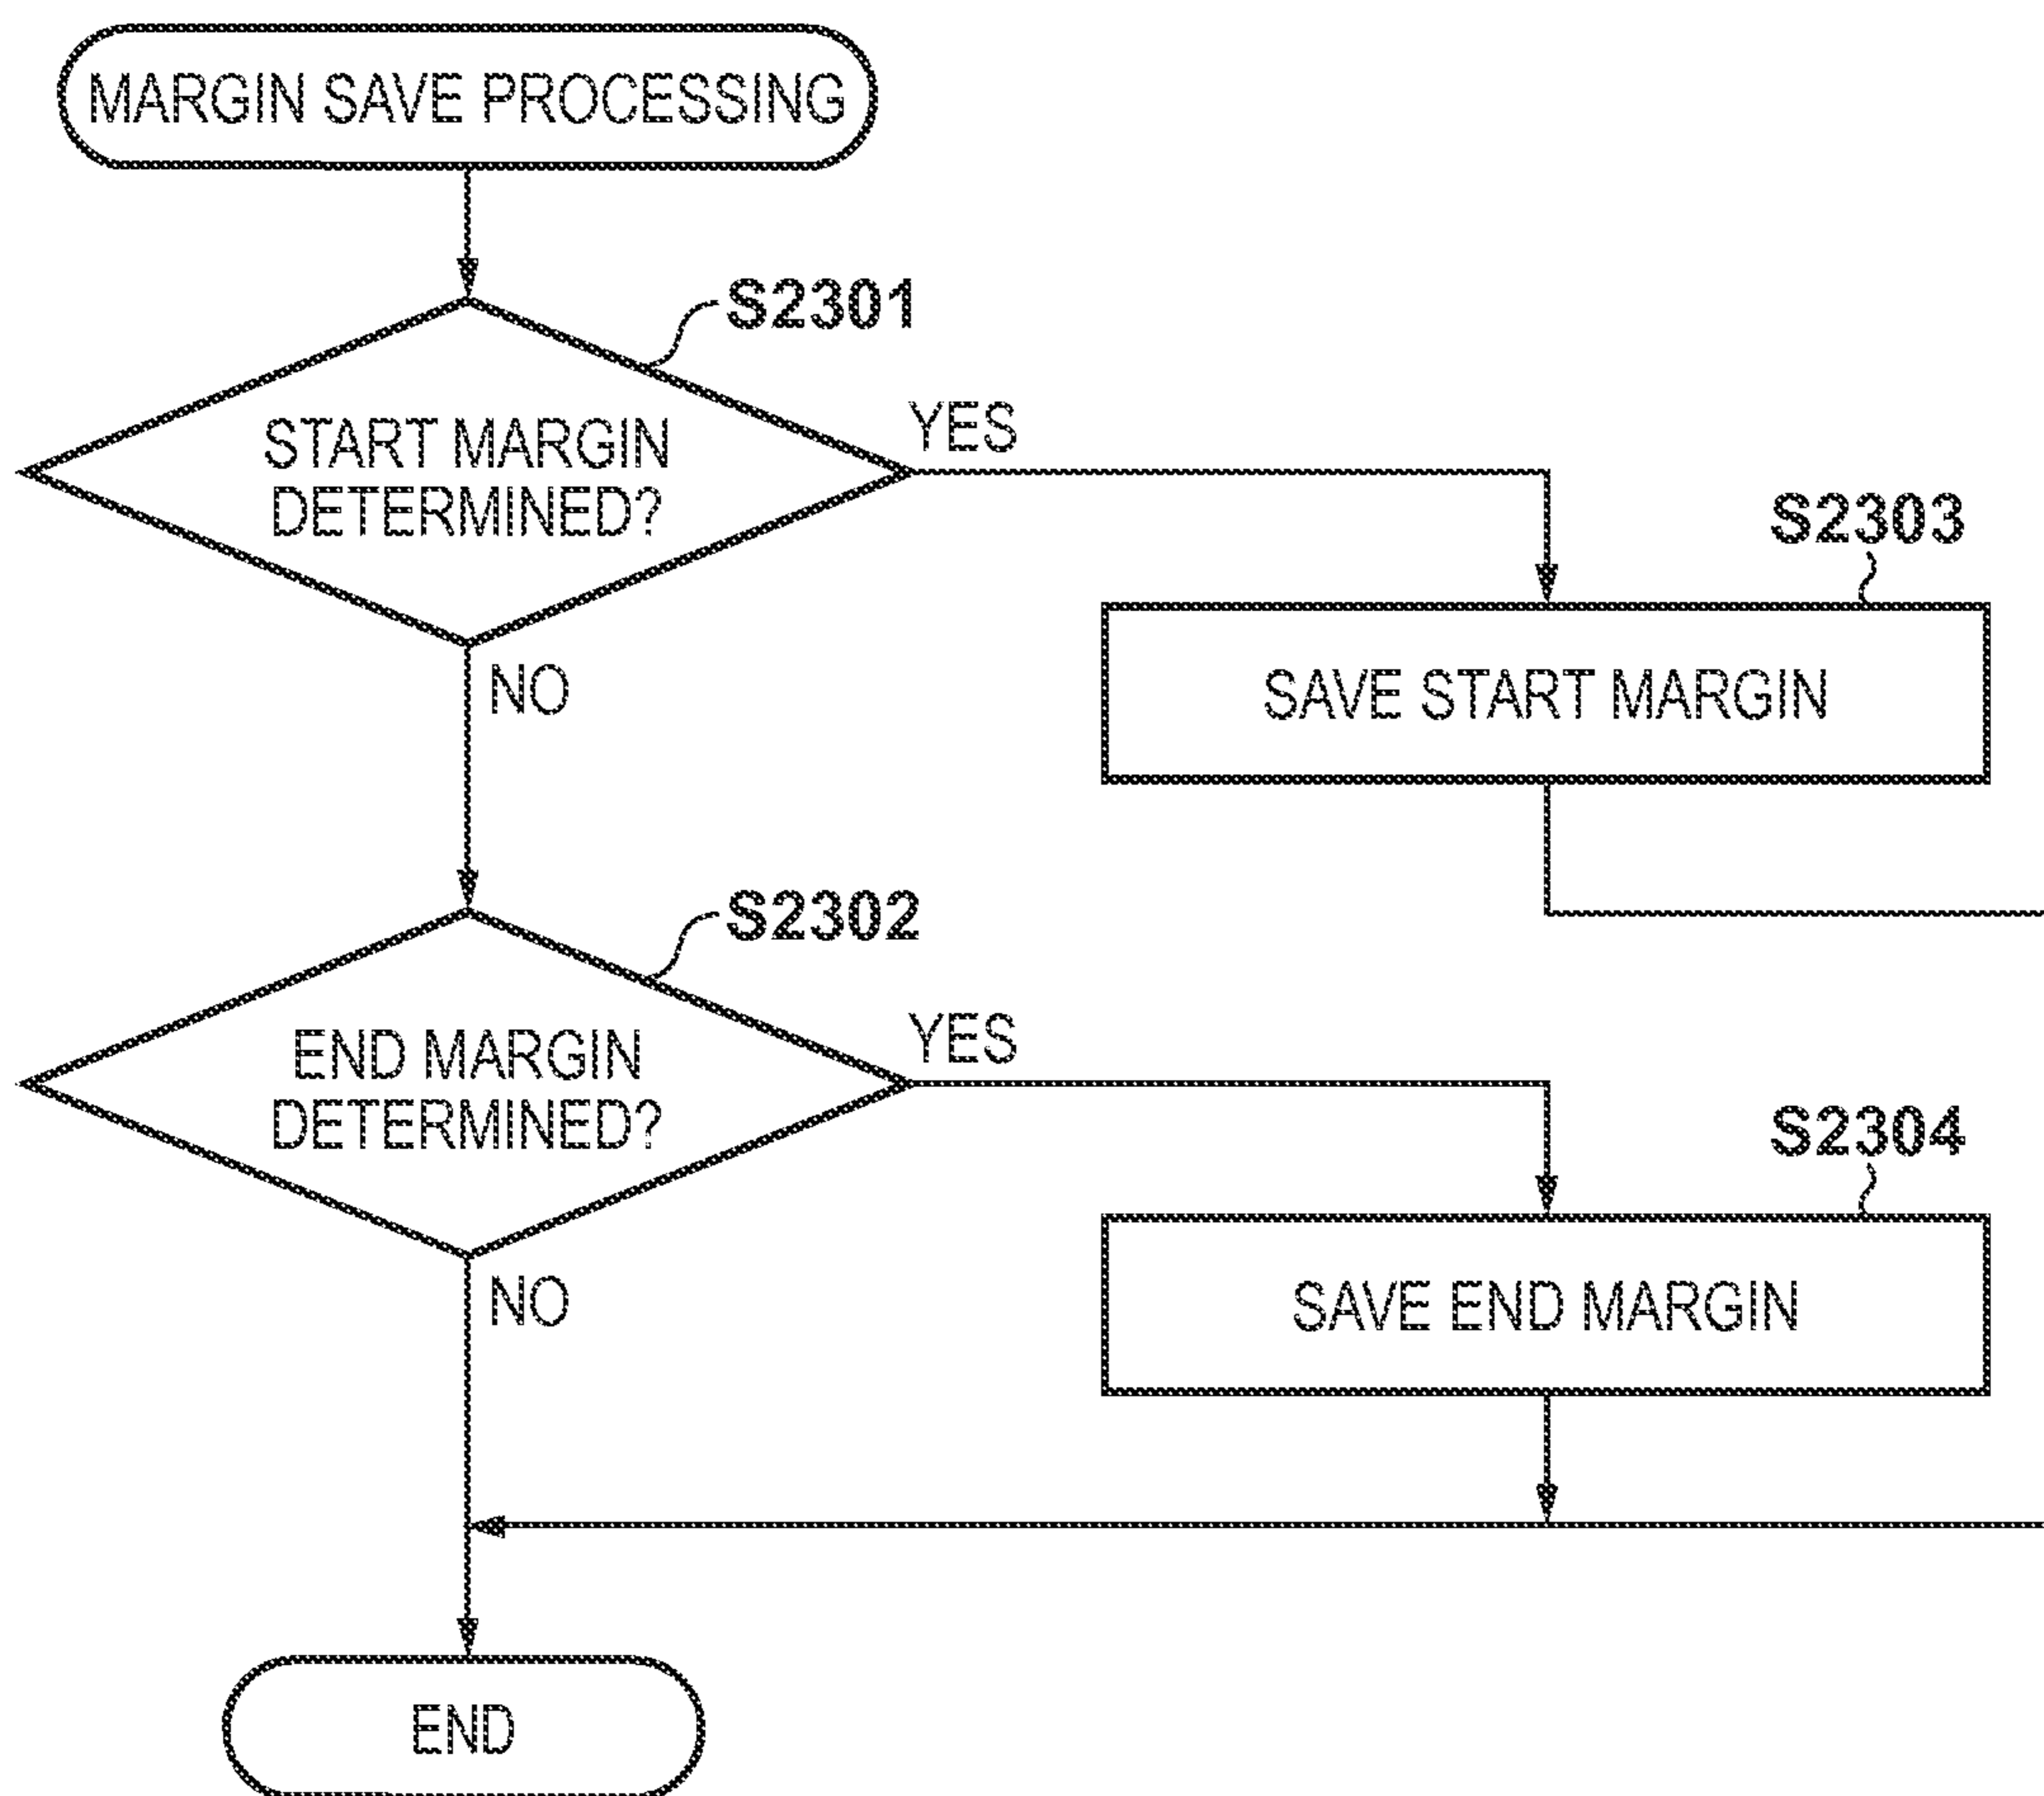 MARGIN SAVE PROCESSING
S2301
START MARGIN
DETERMINED?
YES
S2303
SAVE START MARGIN
NO
S2302
END MARGIN
DETERMINED?
YES
S2304
SAVE END MARGIN
NO
END